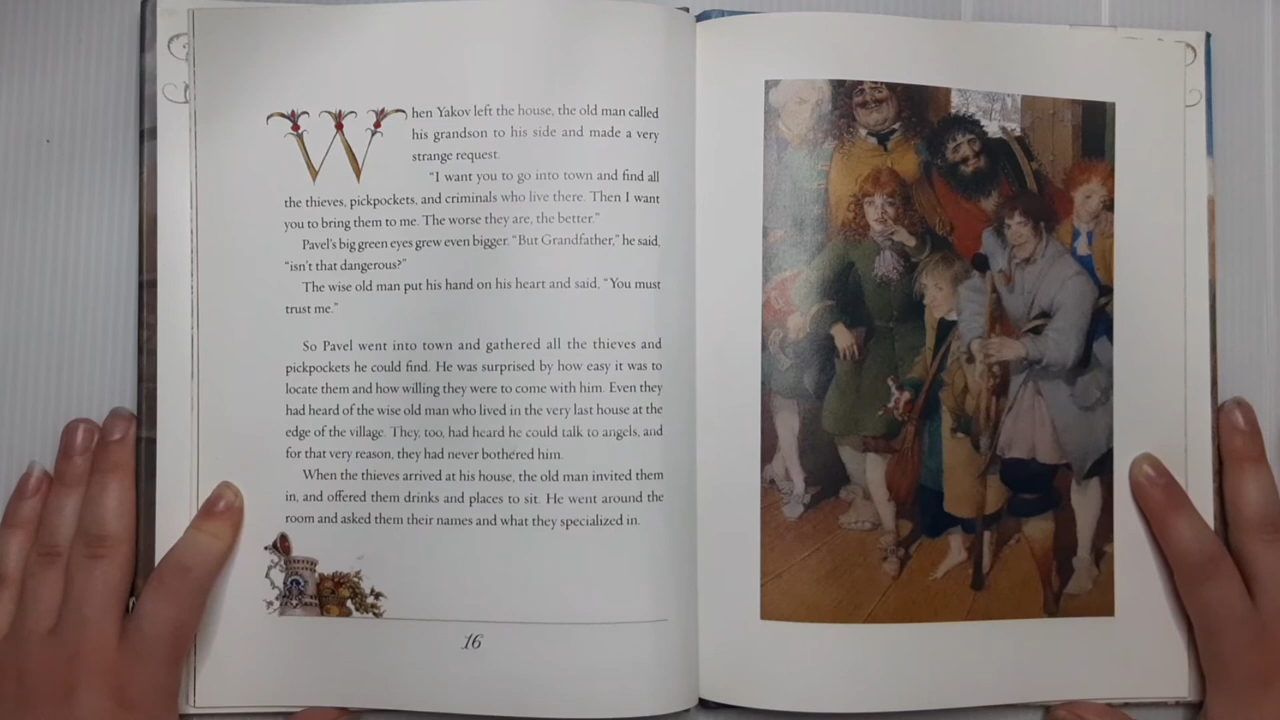 When Yakov left the house, the old man called
his grandson to his side and made a very
strange request.
“I want you to go into town and find all
the thieves, pickpockets, and criminals who live there. Then I want
you to bring them to me. The worse they are, the better.”
Pavel’s big green eyes grew even bigger. “But Grandfather,” he said,
“isn’t that dangerous?”
The wise old man put his hand on his heart and said, “You must
trust me.”
So Pavel went into town and gathered all the thieves and
pickpockets he could find. He was surprised by how easy it was to
locate them and how willing they were to come with him. Even they
had heard of the wise old man who lived in the very last house at the
edge of the village. They, too, had heard he could talk to angels, and
for that very reason, they had never bothered him.
When the thieves arrived at his house, the old man invited them
in, and offered them drinks and places to sit. He went around the
room and asked them their names and what they specialized in.
16